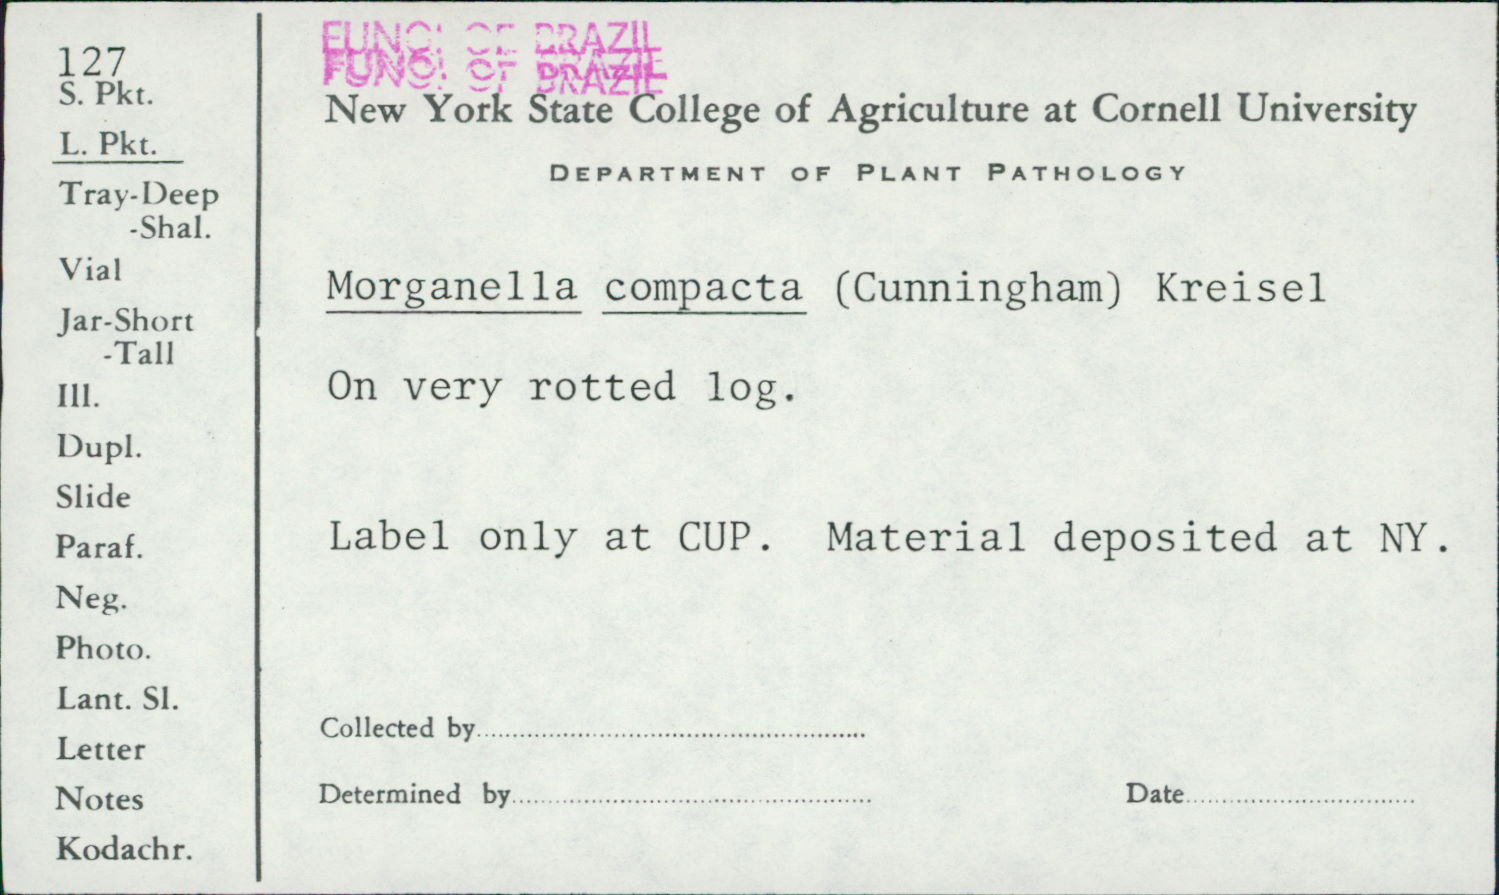 127
S. Pkt.
L. Pkt.
Tray-Deep
-Shal.
Vial
Jar-Short
-Tall
Ill.
Dupl.
Slide
Paraf.
Neg.
Photo.
Lant. Sl.
Letter
Notes
Kodachr.
FUNGI OF BRAZIL
FUNGI OF BRAZIL
New York State College of Agriculture at Cornell University
DEPARTMENT OF PLANT PATHOLOGY
Morganella compacta (Cunningham) Kreisel
On very rotted log.
Label only at CUP. Material deposited at NY.
Collected by
Determined by Date